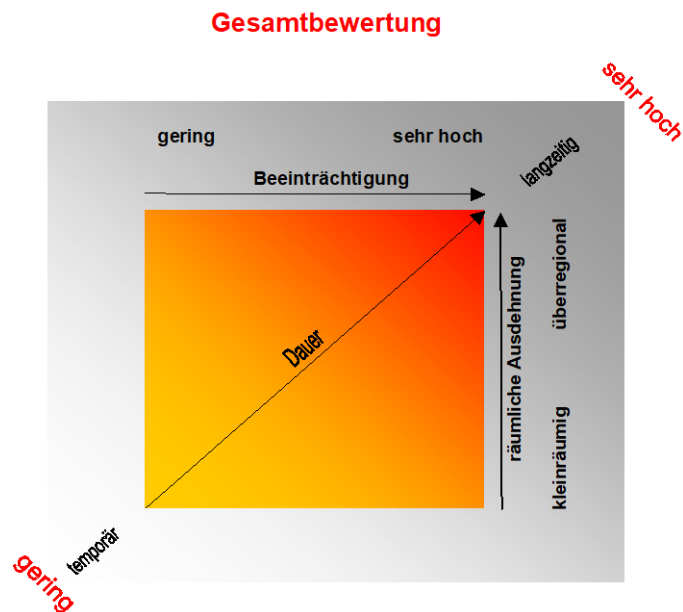 Gesamtbewertung
sehr hoch
gering
sehr hoch
langzeitig
Beeinträchtigung
überregional
räumliche Ausdehnung
Dauer
kleinräumig
temporär
gering